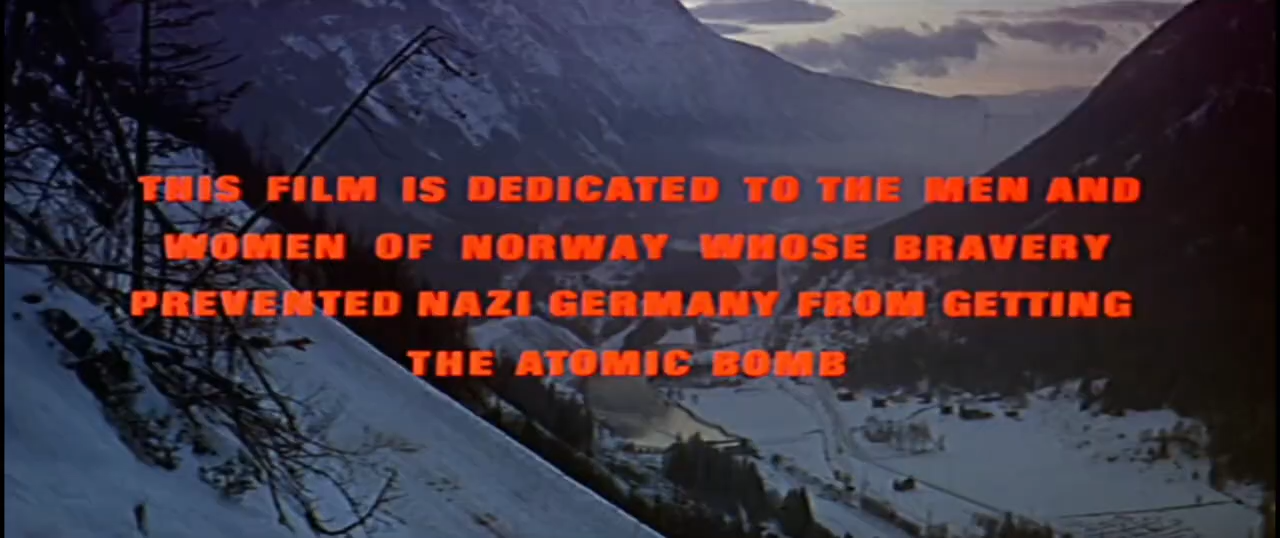 THIS FILM IS DEDICATED TO THE MEN AND
WOMEN OF NORWAY WHOSE BRAVERY
PREVENTED NAZI GERMANY FROM GETTING
THE ATOMIC BOMB